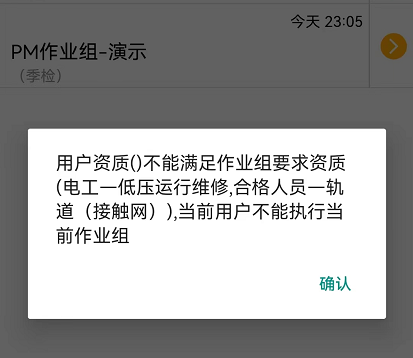 今天 23:05
PM作业组-演示
（季检）
用户资质()不能满足作业组要求资质
(电工一低压运行维修,合格人员一轨
道（接触网）),当前用户不能执行当
前作业组
确认